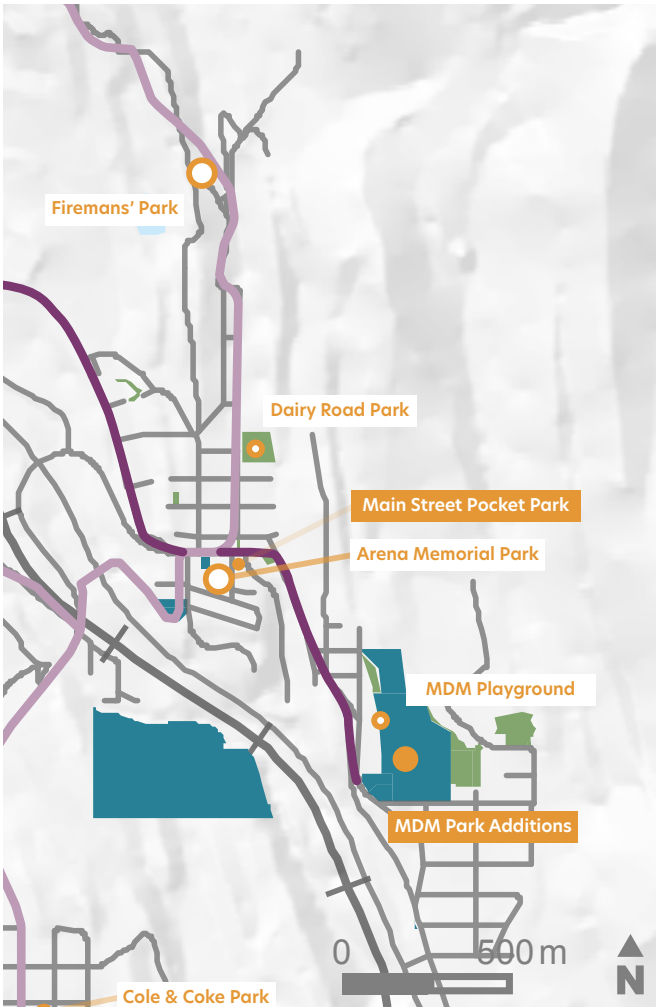 Firemans’ Park
Dairy Road Park
Main Street Pocket Park
Arena Memorial Park
MDM Playground
MDM Park Additions
0 500 m
N
Cole & Coke Park